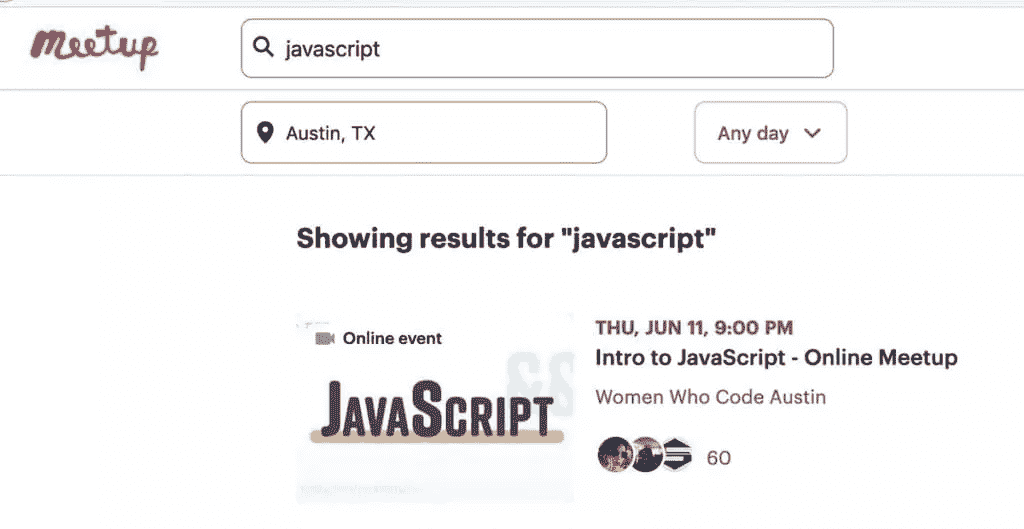 Meetup
javascript
Austin, TX
Any day
Showing results for "javascript"
Online event
JAVASCRIPT
THU, JUN 11, 9:00 PM
Intro to JavaScript - Online Meetup
Women Who Code Austin
60